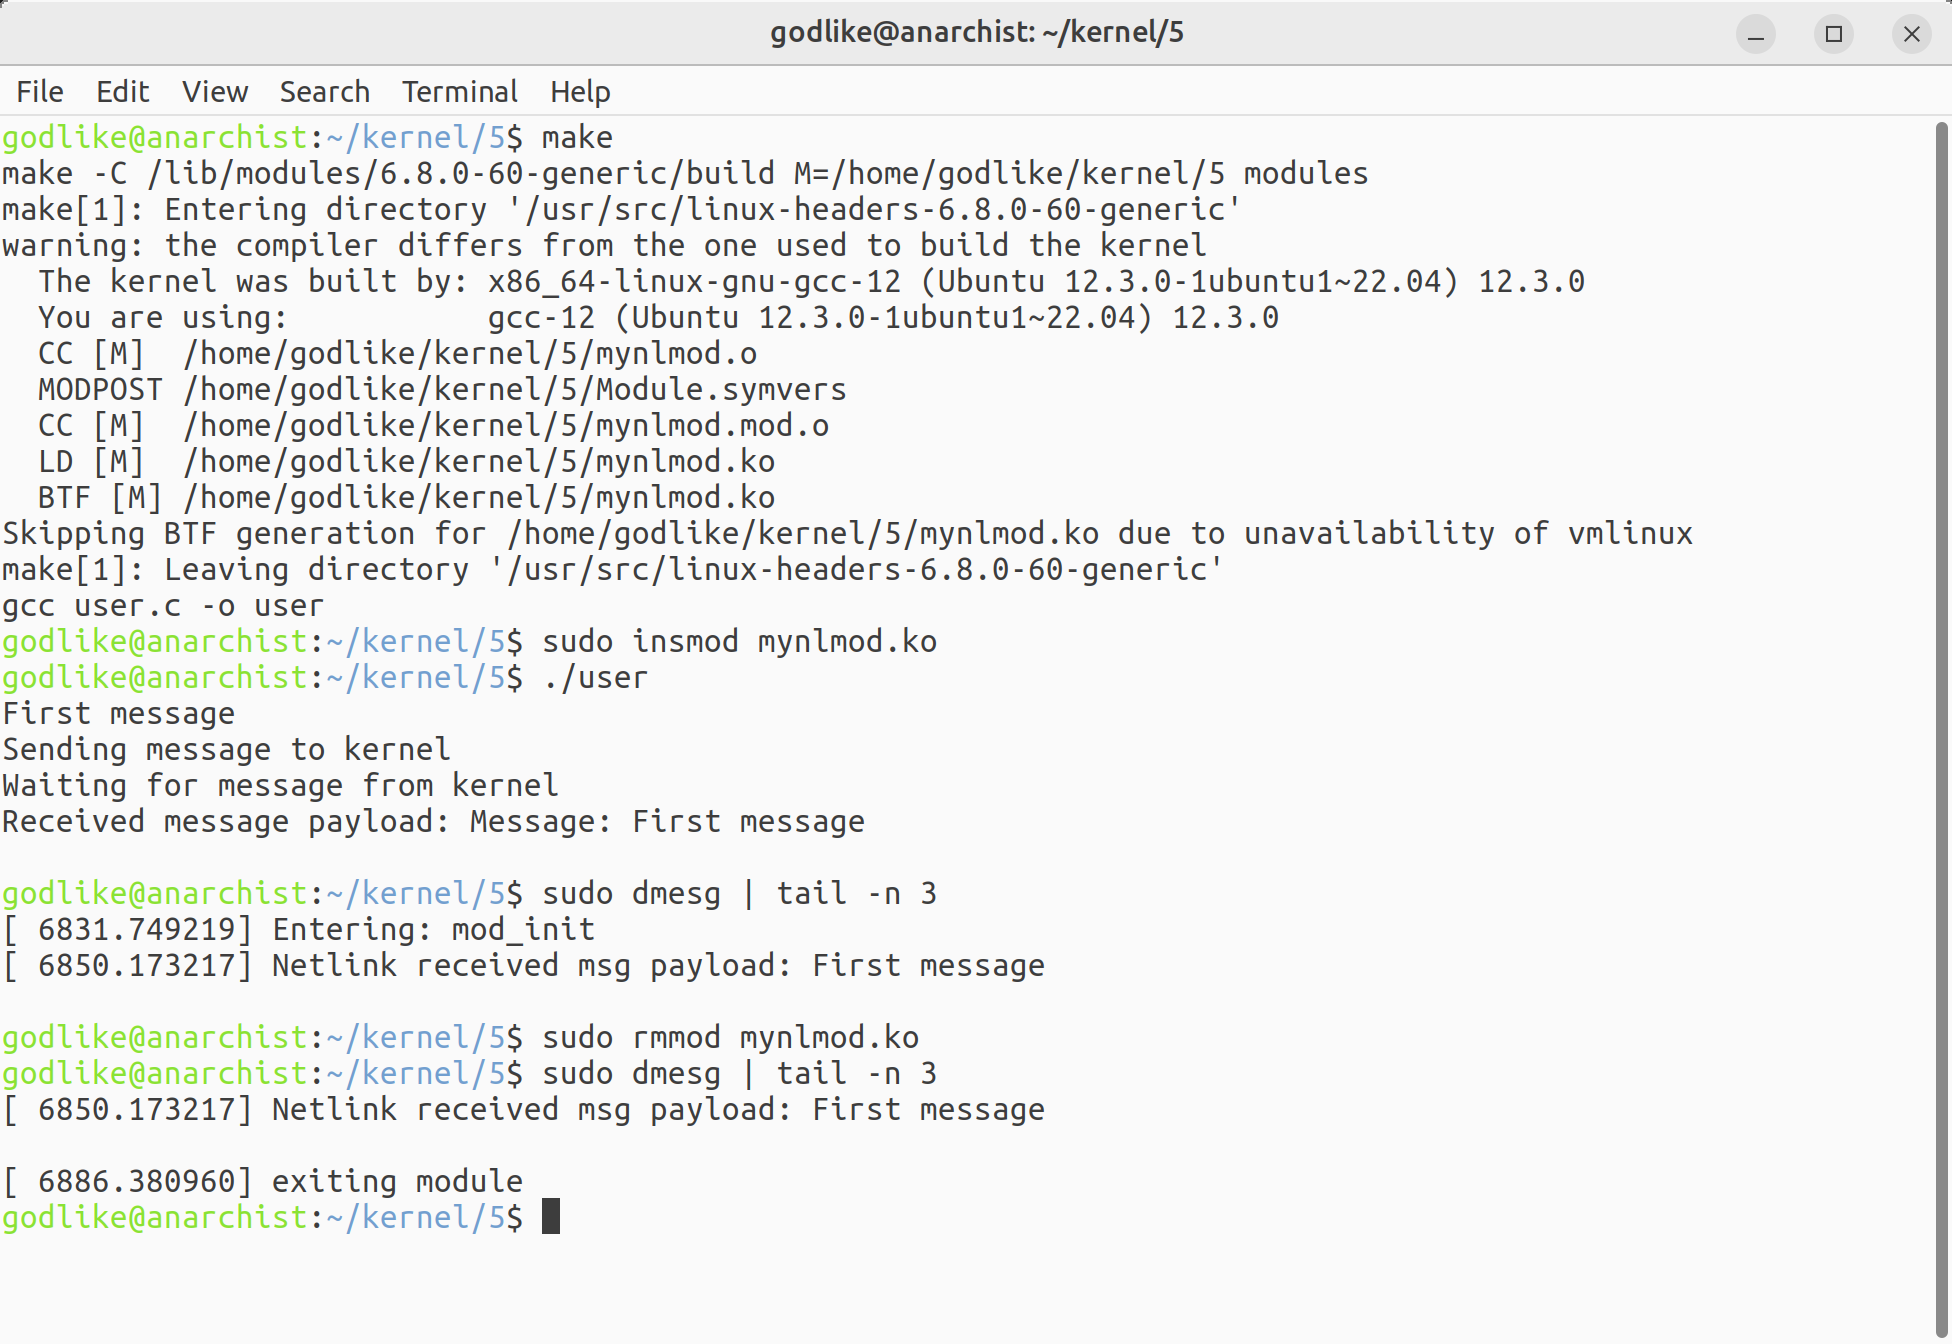 godlike@anarchist: ~/kernel/5
File Edit View Search Terminal Help
godlike@anarchist:~/kernel/5$ make
make -C /lib/modules/6.8.0-60-generic/build M=/home/godlike/kernel/5 modules
make[1]: Entering directory '/usr/src/linux-headers-6.8.0-60-generic'
warning: the compiler differs from the one used to build the kernel
  The kernel was built by: x86_64-linux-gnu-gcc-12 (Ubuntu 12.3.0-1ubuntu1~22.04) 12.3.0
  You are using:           gcc-12 (Ubuntu 12.3.0-1ubuntu1~22.04) 12.3.0
  CC [M]  /home/godlike/kernel/5/mynlmod.o
  MODPOST /home/godlike/kernel/5/Module.symvers
  CC [M]  /home/godlike/kernel/5/mynlmod.mod.o
  LD [M]  /home/godlike/kernel/5/mynlmod.ko
  BTF [M] /home/godlike/kernel/5/mynlmod.ko
Skipping BTF generation for /home/godlike/kernel/5/mynlmod.ko due to unavailability of vmlinux
make[1]: Leaving directory '/usr/src/linux-headers-6.8.0-60-generic'
gcc user.c -o user
godlike@anarchist:~/kernel/5$ sudo insmod mynlmod.ko
godlike@anarchist:~/kernel/5$ ./user
First message
Sending message to kernel
Waiting for message from kernel
Received message payload: Message: First message
godlike@anarchist:~/kernel/5$ sudo dmesg | tail -n 3
[ 6831.749219] Entering: mod_init
[ 6850.173217] Netlink received msg payload: First message
godlike@anarchist:~/kernel/5$ sudo rmmod mynlmod.ko
godlike@anarchist:~/kernel/5$ sudo dmesg | tail -n 3
[ 6850.173217] Netlink received msg payload: First message
[ 6886.380960] exiting module
godlike@anarchist:~/kernel/5$